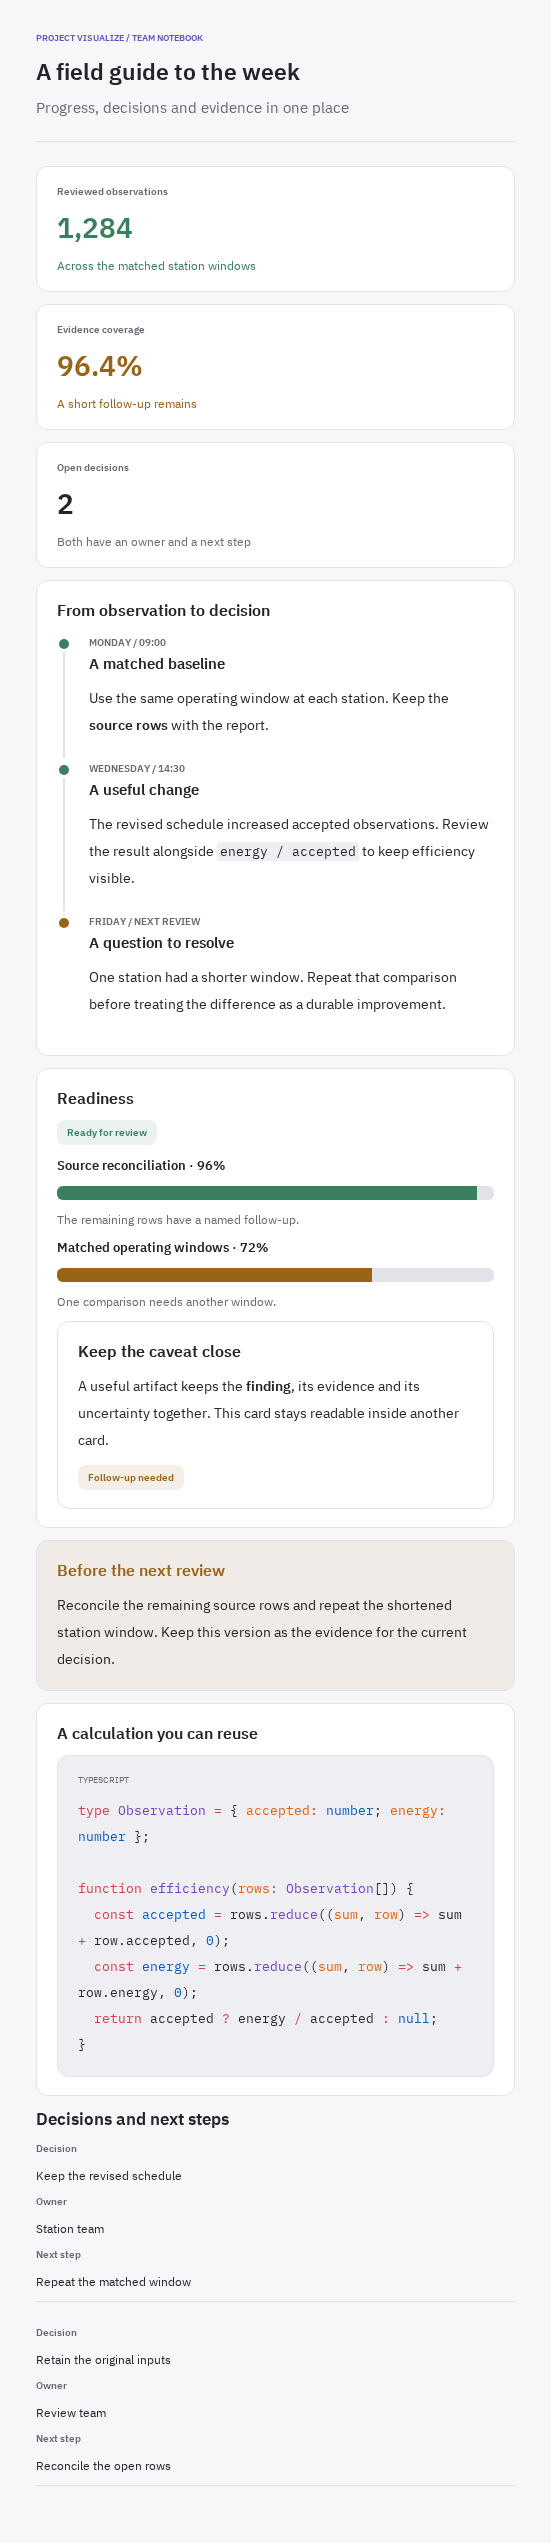 PROJECT VISUALIZE / TEAM NOTEBOOK
A field guide to the week
Progress, decisions and evidence in one place
Reviewed observations
1,284
Across the matched station windows
Evidence coverage
96.4%
A short follow-up remains
Open decisions
2
Both have an owner and a next step
From observation to decision
MONDAY / 09:00
A matched baseline
Use the same operating window at each station. Keep the
source rows with the report.
WEDNESDAY / 14:30
A useful change
The revised schedule increased accepted observations. Review
the result alongside energy / accepted to keep efficiency
visible.
FRIDAY / NEXT REVIEW
A question to resolve
One station had a shorter window. Repeat that comparison
before treating the difference as a durable improvement.
Readiness
Ready for review
Source reconciliation · 96%
The remaining rows have a named follow-up.
Matched operating windows · 72%
One comparison needs another window.
Keep the caveat close
A useful artifact keeps the finding, its evidence and its
uncertainty together. This card stays readable inside another
card.
Follow-up needed
Before the next review
Reconcile the remaining source rows and repeat the shortened
station window. Keep this version as the evidence for the current
decision.
A calculation you can reuse
TYPESCRIPT
type Observation = { accepted: number; energy:
number };
function efficiency(rows: Observation[]) {
  const accepted = rows.reduce((sum, row) => sum
+ row.accepted, 0);
  const energy = rows.reduce((sum, row) => sum +
row.energy, 0);
  return accepted ? energy / accepted : null;
}
Decisions and next steps
Decision
Keep the revised schedule
Owner
Station team
Next step
Repeat the matched window
Decision
Retain the original inputs
Owner
Review team
Next step
Reconcile the open rows